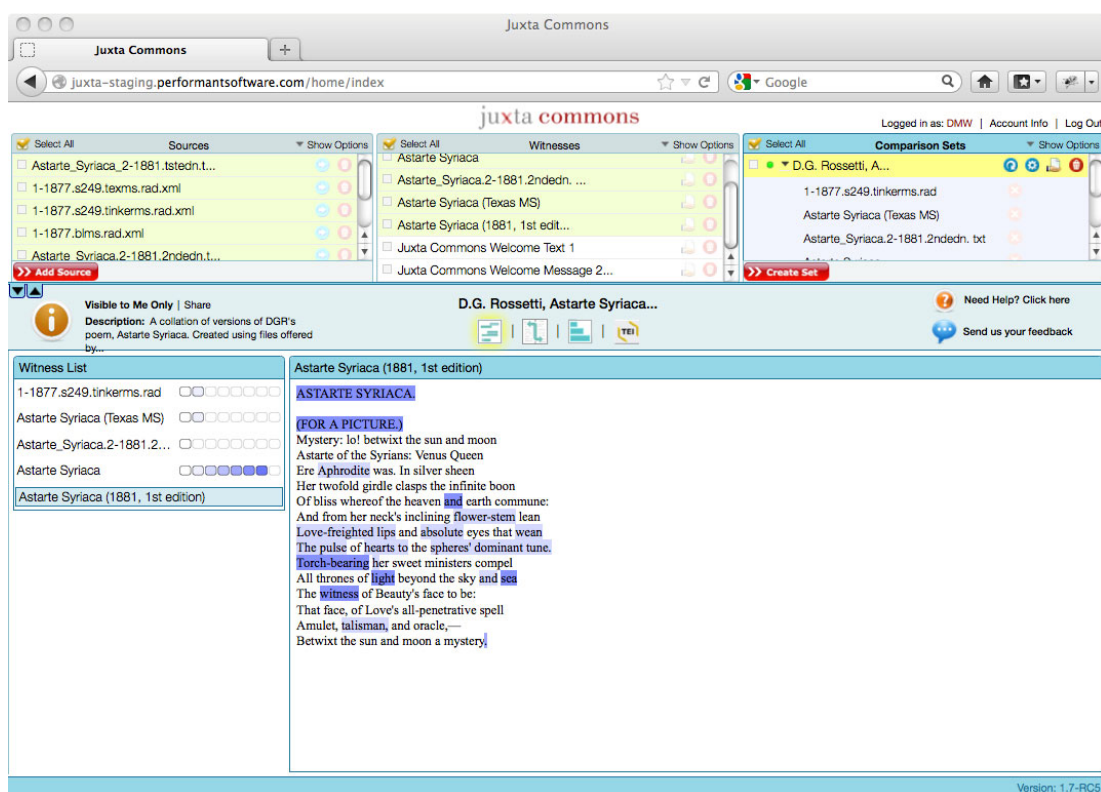 Juxta Commons
Juxta Commons
juxta-staging.performantsoftware.com/home/index
Google
juxta commons
Logged in as: DMW | Account Info | Log Out
Select All Sources Show Options
Astarte_Syriaca_2-1881.tstedn.t...
1-1877.s249.texms.rad.xml
1-1877.s249.tinkerms.rad.xml
1-1877.blms.rad.xml
Astarte_Syriaca.2-1881.2ndedn.t...
>> Add Source
Select All Witnesses Show Options
Astarte Syriaca
Astarte_Syriaca.2-1881.2ndedn. ...
Astarte Syriaca (Texas MS)
Astarte Syriaca (1881, 1st edit...
Juxta Commons Welcome Text 1
Juxta Commons Welcome Message 2...
Select All Comparison Sets Show Options
D.G. Rossetti, A...
1-1877.s249.tinkerms.rad
Astarte Syriaca (Texas MS)
Astarte_Syriaca.2-1881.2ndedn. txt
>> Create Set
Visible to Me Only | Share
Description: A collation of versions of DGR's
poem, Astarte Syriaca. Created using files
offered
by...
D.G. Rossetti, Astarte Syriaca...
TEI
Need Help? Click here
Send us your feedback
Witness List
1-1877.s249.tinkerms.rad
Astarte Syriaca (Texas MS)
Astarte_Syriaca.2-1881.2...
Astarte Syriaca
Astarte Syriaca (1881, 1st edition)
Astarte Syriaca (1881, 1st edition)
ASTARTE SYRIACA.
(FOR A PICTURE.)
Mystery: lo! betwixt the sun and moon
Astarte of the Syrians: Venus Queen
Ere Aphrodite was. In silver sheen
Her twofold girdle clasps the infinite boon
Of bliss whereof the heaven and earth commune:
And from her neck's inclining flower-stem lean
Love-freighted lips and absolute eyes that wean
The pulse of hearts to the spheres' dominant tune.
Torch-bearing her sweet ministers compel
All thrones of light beyond the sky and sea
The witness of Beauty's face to be:
That face, of Love's all-penetrative spell
Amulet, talisman, and oracle,—
Betwixt the sun and moon a mystery.
Version: 1.7-RC5